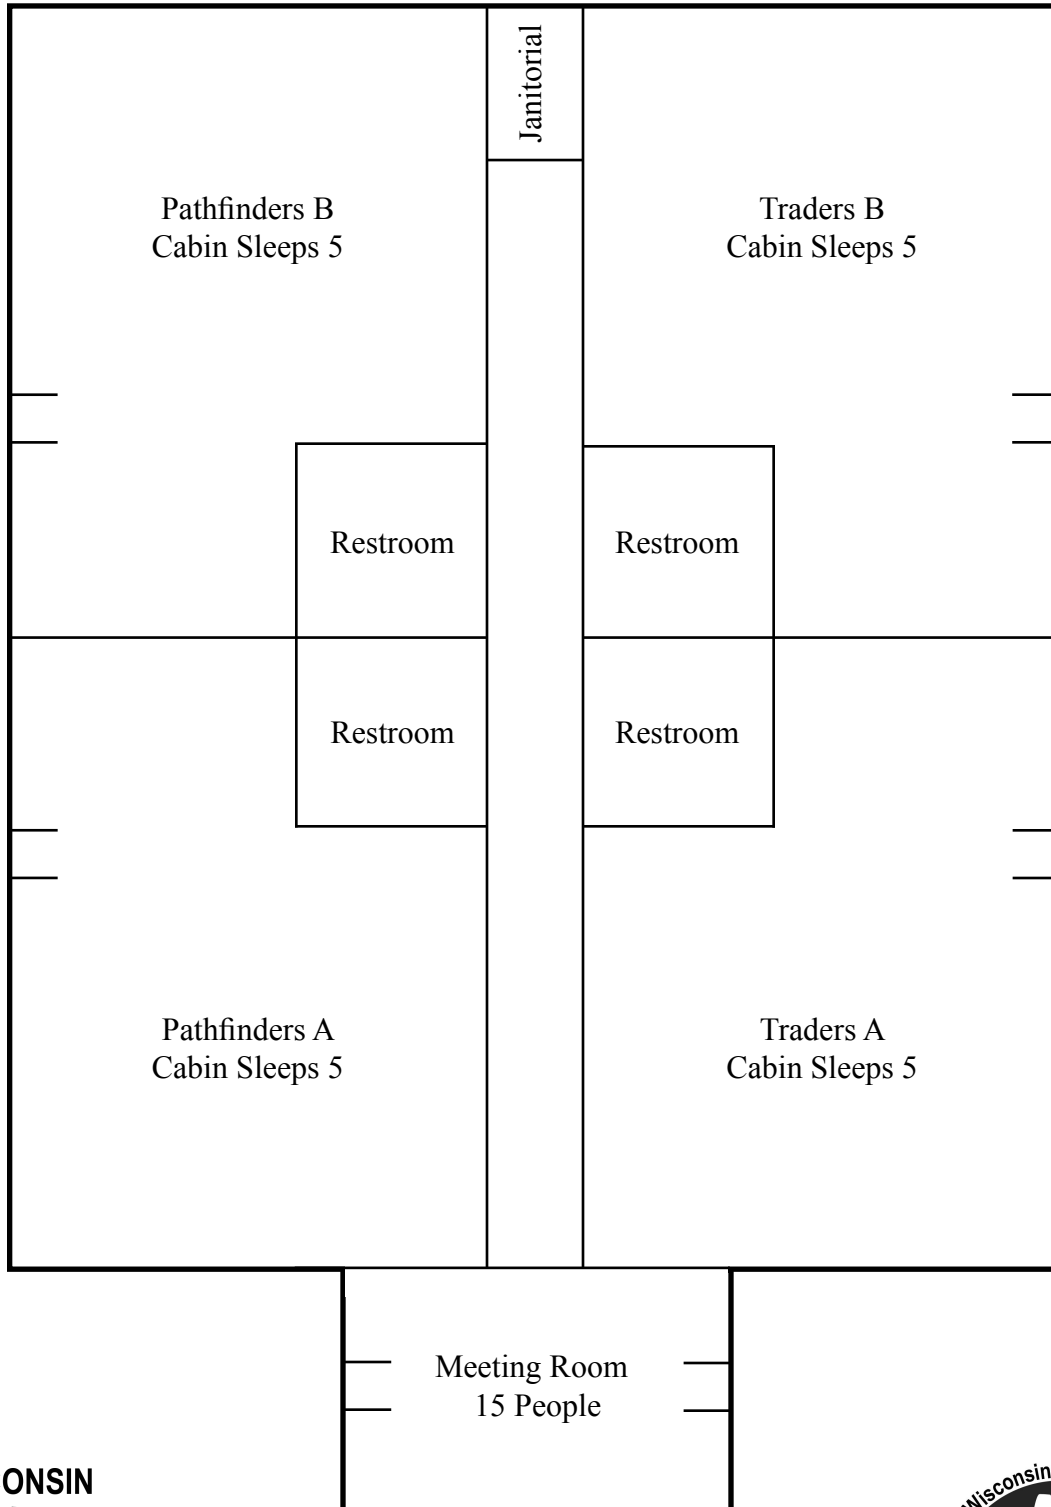 Janitorial
Pathfinders B
Cabin Sleeps 5
Traders B
Cabin Sleeps 5
Restroom
Restroom
Restroom
Restroom
Pathfinders A
Cabin Sleeps 5
Traders A
Cabin Sleeps 5
Meeting Room
15 People
ONSIN
Wisconsin